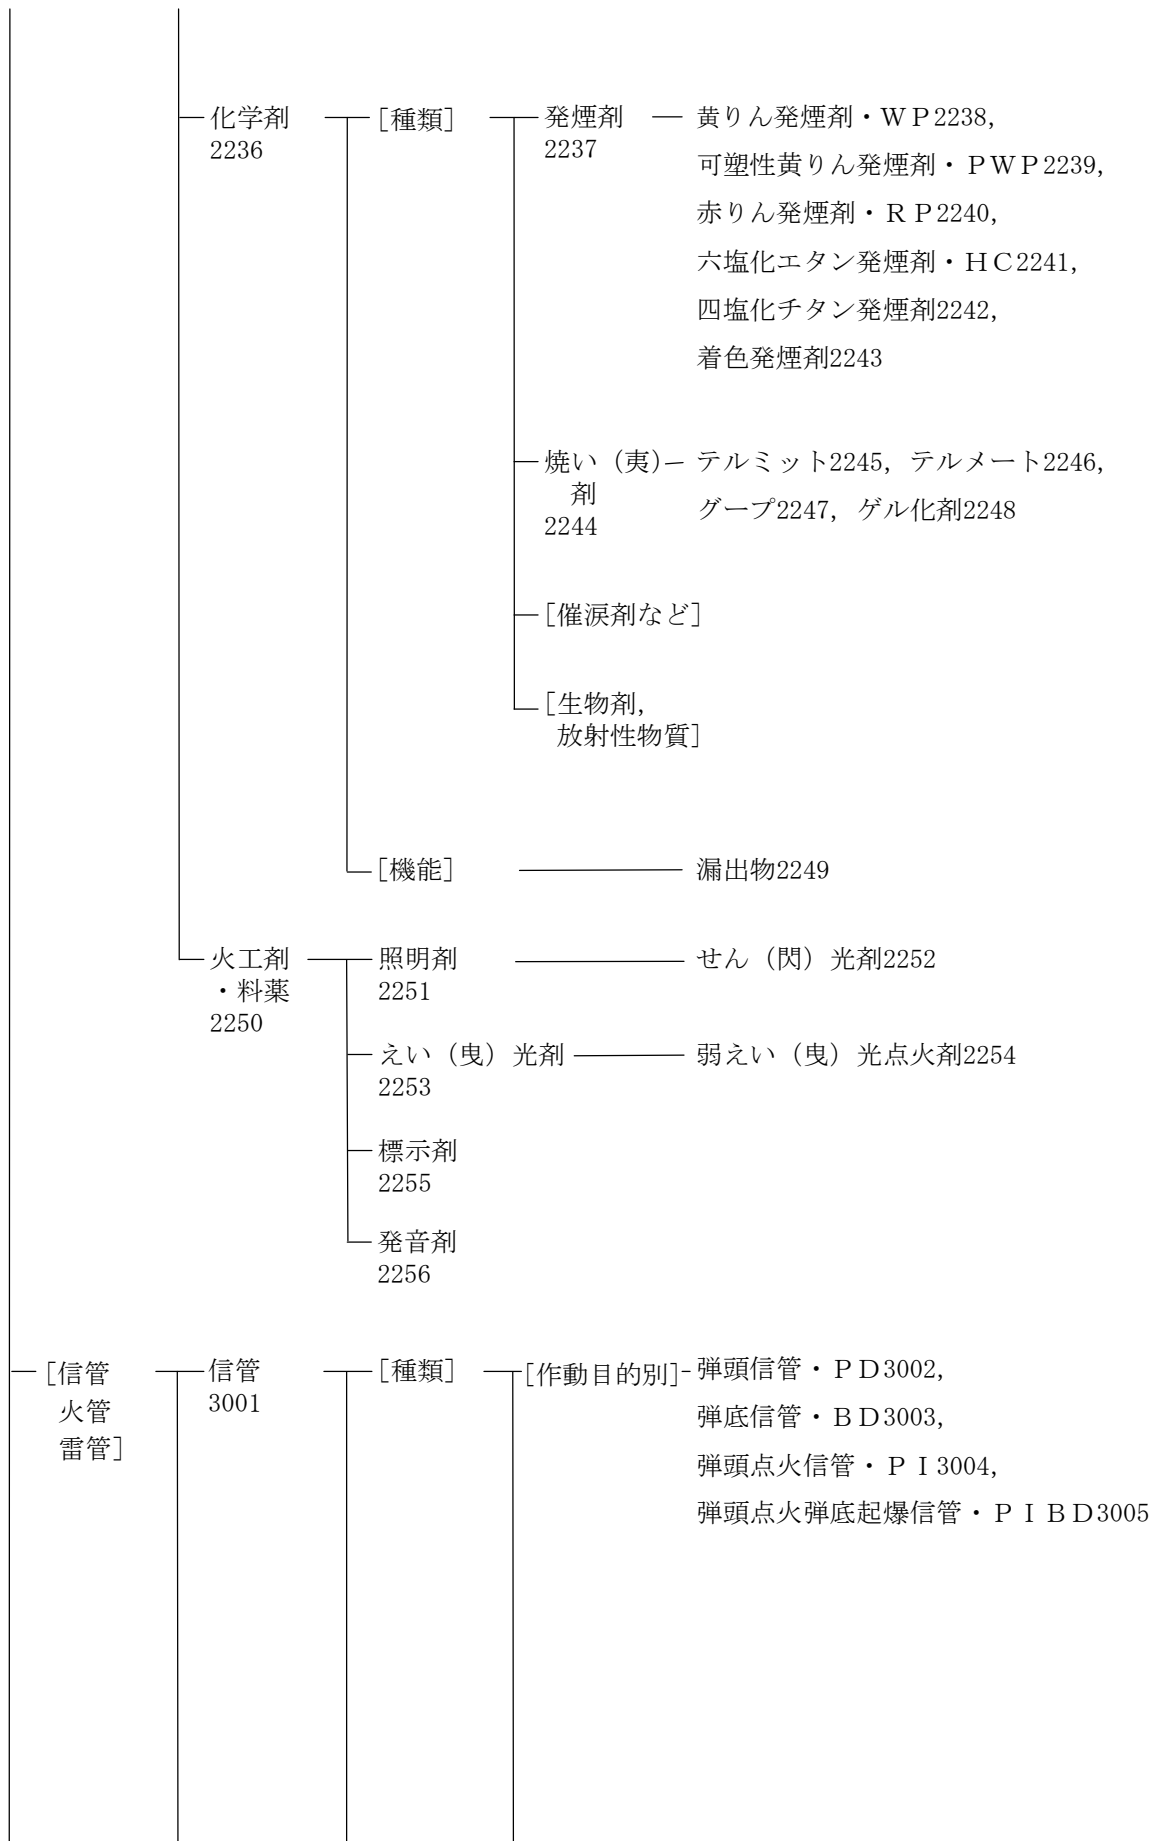 化学剤
2236
［種類］
発煙剤
2237
黄りん発煙剤・ＷＰ2238，
可塑性黄りん発煙剤・ＰＷＰ2239，
赤りん発煙剤・ＲＰ2240，
六塩化エタン発煙剤・ＨＣ2241，
四塩化チタン発煙剤2242，
着色発煙剤2243
焼い（夷）
剤
2244
テルミット2245，テルメート2246，
グープ2247，ゲル化剤2248
［催涙剤など］
［生物剤，
放射性物質］
［機能］
漏出物2249
火工剤
・料薬
2250
照明剤
2251
せん（閃）光剤2252
えい（曳）光剤
2253
弱えい（曳）光点火剤2254
標示剤
2255
発音剤
2256
［信管
火管
雷管］
信管
3001
［種類］
［作動目的別］
弾頭信管・ＰＤ3002，
弾底信管・ＢＤ3003，
弾頭点火信管・ＰＩ3004，
弾頭点火弾底起爆信管・ＰＩＢＤ3005